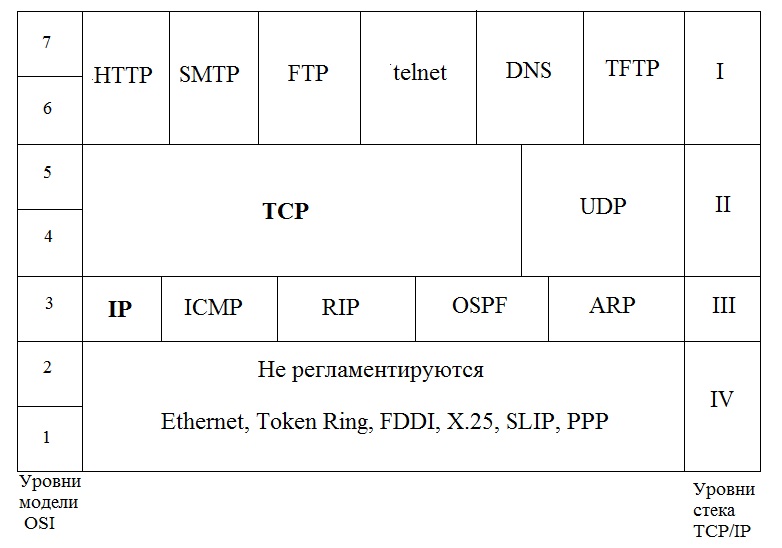 7
HTTP SMTP FTP telnet DNS TFTP I
6
5
TCP UDP II
4
3 IP ICMP RIP OSPF ARP III
2 Не регламентируются
IV
Ethernet, Token Ring, FDDI, X.25, SLIP, PPP
1
Уровни
модели
OSI
Уровни
стека
TCP/IP